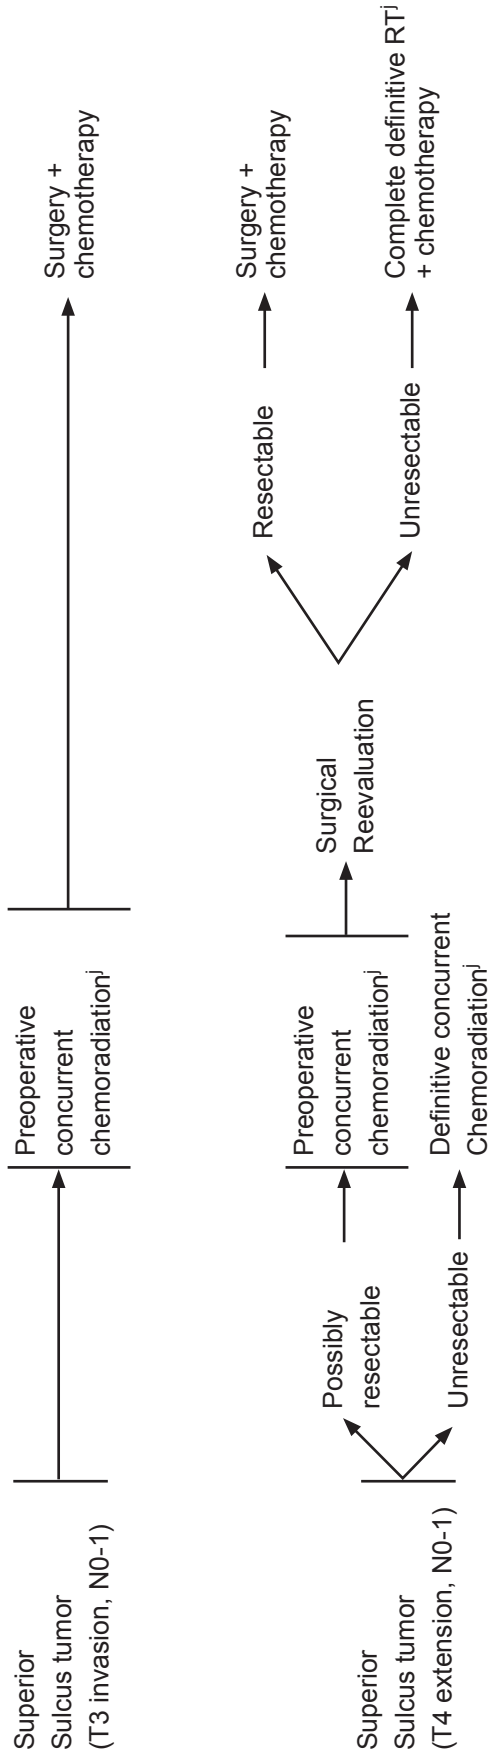 Superior
Sulcus tumor
(T3 invasion, N0-1)
Preoperative
concurrent
chemoradiationʲ
Surgery +
chemotherapy
Superior
Sulcus tumor
(T4 extension, N0-1)
Possibly
resectable
Preoperative
concurrent
chemoradiationʲ
Surgical
Reevaluation
Resectable
Surgery +
chemotherapy
Unresectable
Complete definitive RTʲ
+ chemotherapy
Unresectable
Definitive concurrent
Chemoradiationʲ